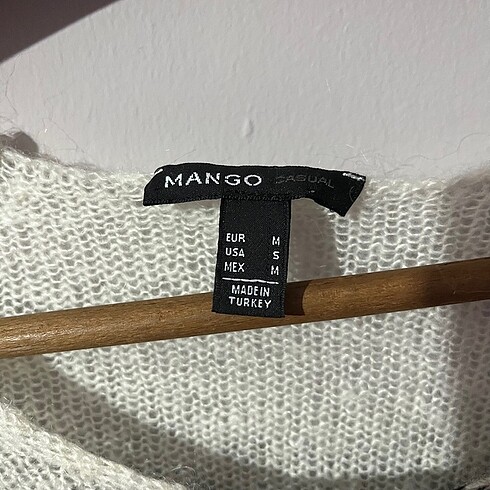 MANGO CASUAL
EUR M
USA S
MEX M
MADE IN
TURKEY